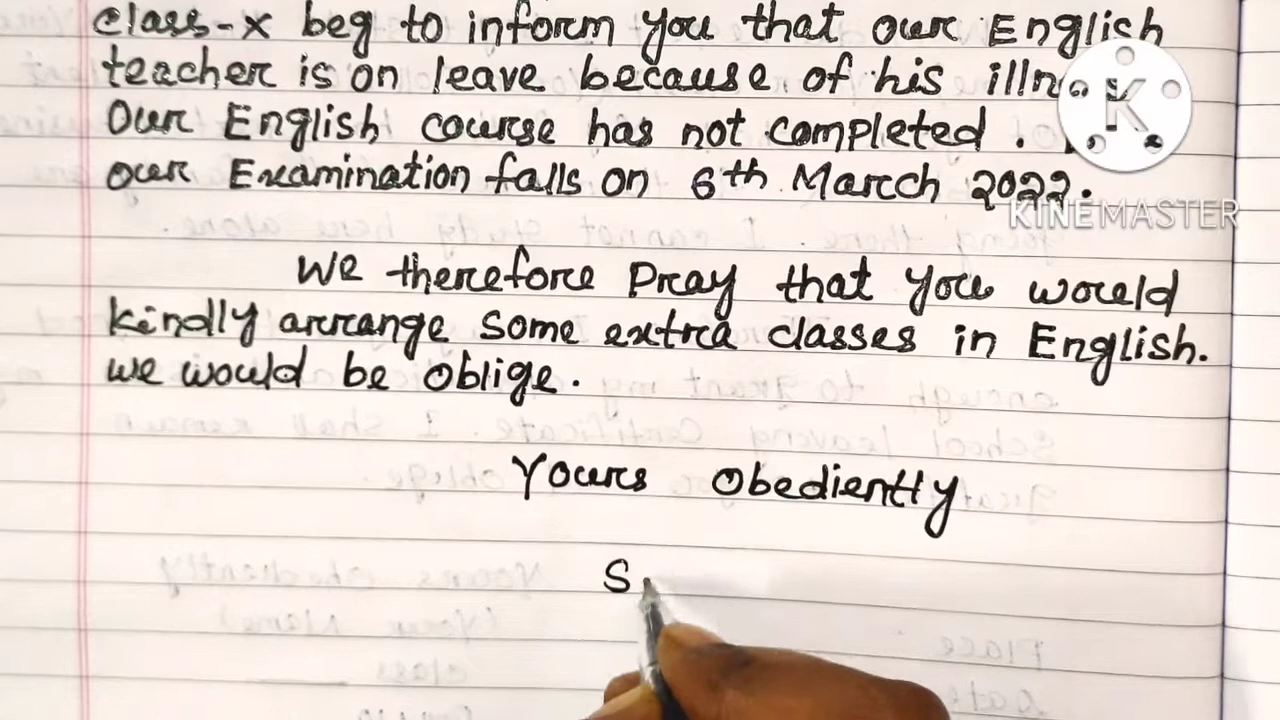 class-x beg to inform you that our English
teacher is on leave because of his
Our English course has not completed.
our Examination falls on 6th March 2022.
We therefore Pray that you would
kindly arrange some extra classes in English.
we would be Oblige.
Yours Obediently
S
K
KINEMASTER